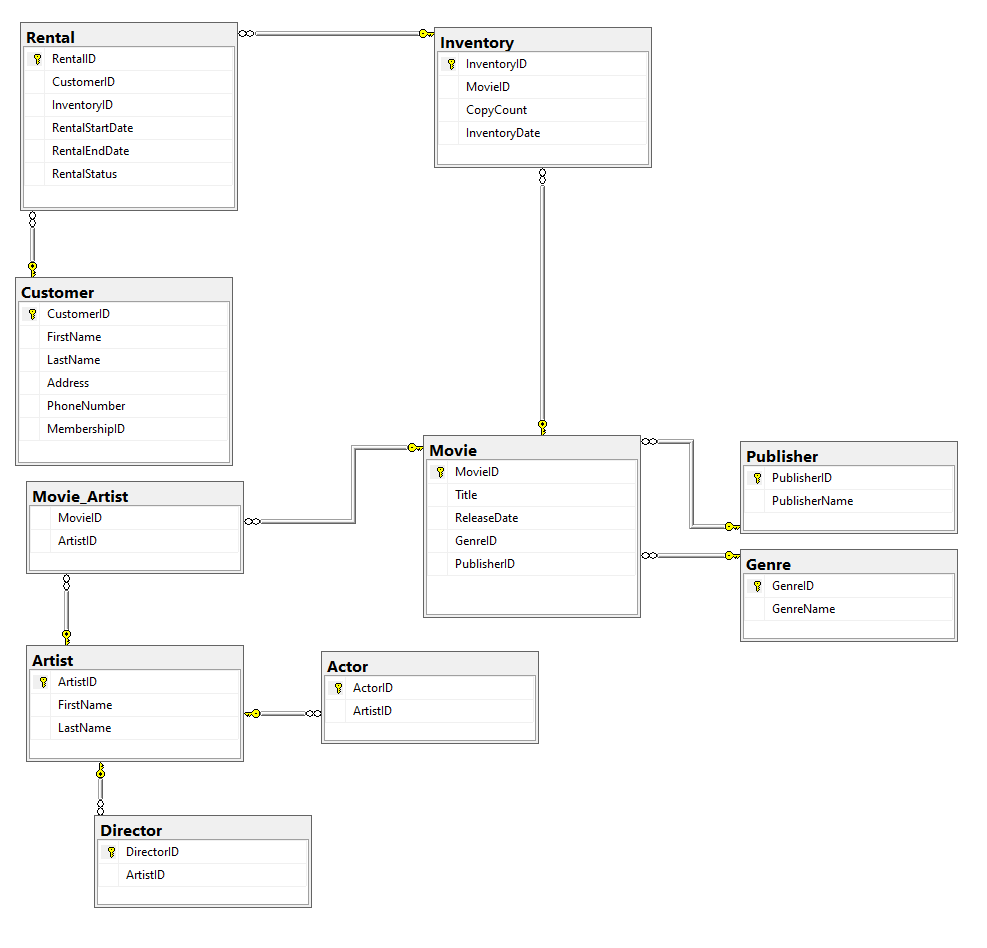 Rental
RentalID
CustomerID
InventoryID
RentalStartDate
RentalEndDate
RentalStatus
Inventory
InventoryID
MovieID
CopyCount
InventoryDate
Customer
CustomerID
FirstName
LastName
Address
PhoneNumber
MembershipID
Movie
MovieID
Title
ReleaseDate
GenreID
PublisherID
Publisher
PublisherID
PublisherName
Movie_Artist
MovieID
ArtistID
Genre
GenreID
GenreName
Artist
ArtistID
FirstName
LastName
Actor
ActorID
ArtistID
Director
DirectorID
ArtistID